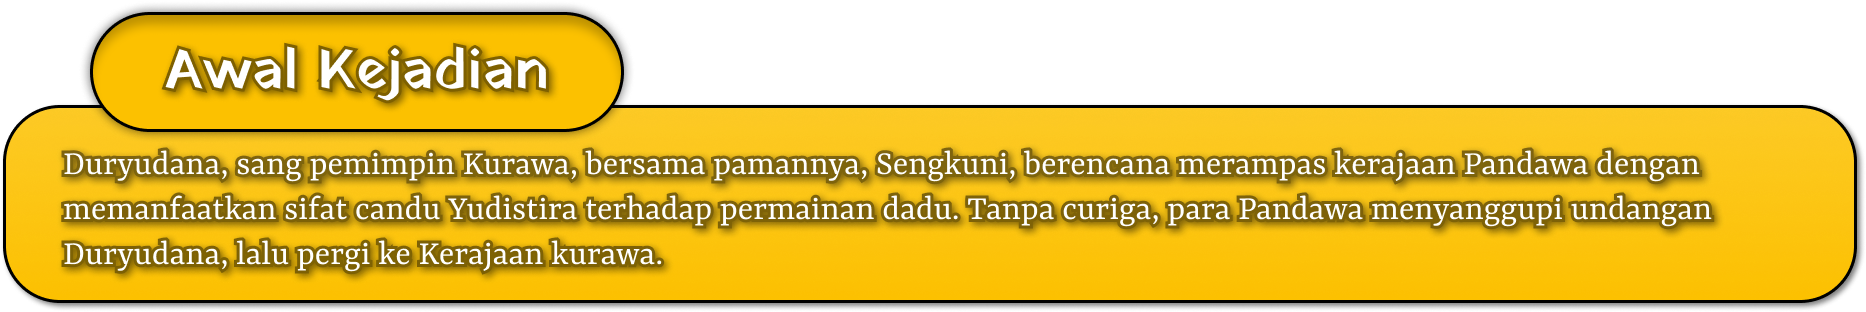 Awal Kejadian
Duryudana, sang pemimpin Kurawa, bersama pamannya, Sengkuni, berencana merampas kerajaan Pandawa dengan
memanfaatkan sifat candu Yudistira terhadap permainan dadu. Tanpa curiga, para Pandawa menyanggupi undangan
Duryudana, lalu pergi ke Kerajaan kurawa.